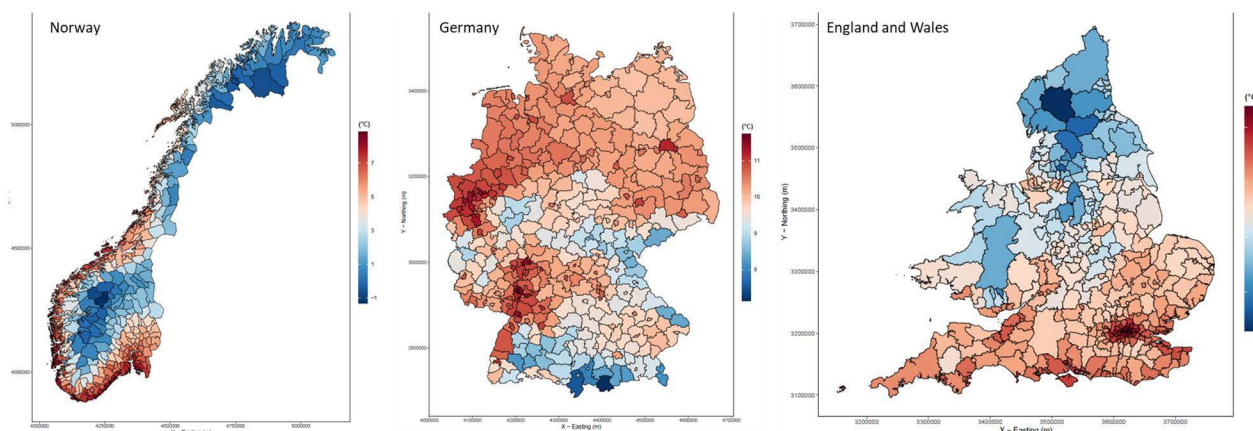 Norway
(°C)
7
5
3
1
-1
5000000
4500000
4000000
4000000 4250000 4500000 4750000 5000000
Germany
(°C)
11
10
9
8
Y − Northing (m)
3400000
3200000
3000000
2800000
4000000 4100000 4200000 4300000 4400000 4500000 4600000 4700000
X − Easting (m)
England and Wales
(°C
Y − Northing (m)
3700000
3600000
3500000
3400000
3300000
3200000
3100000
3200000 3300000 3400000 3500000 3600000 3700000
X − Easting (m)